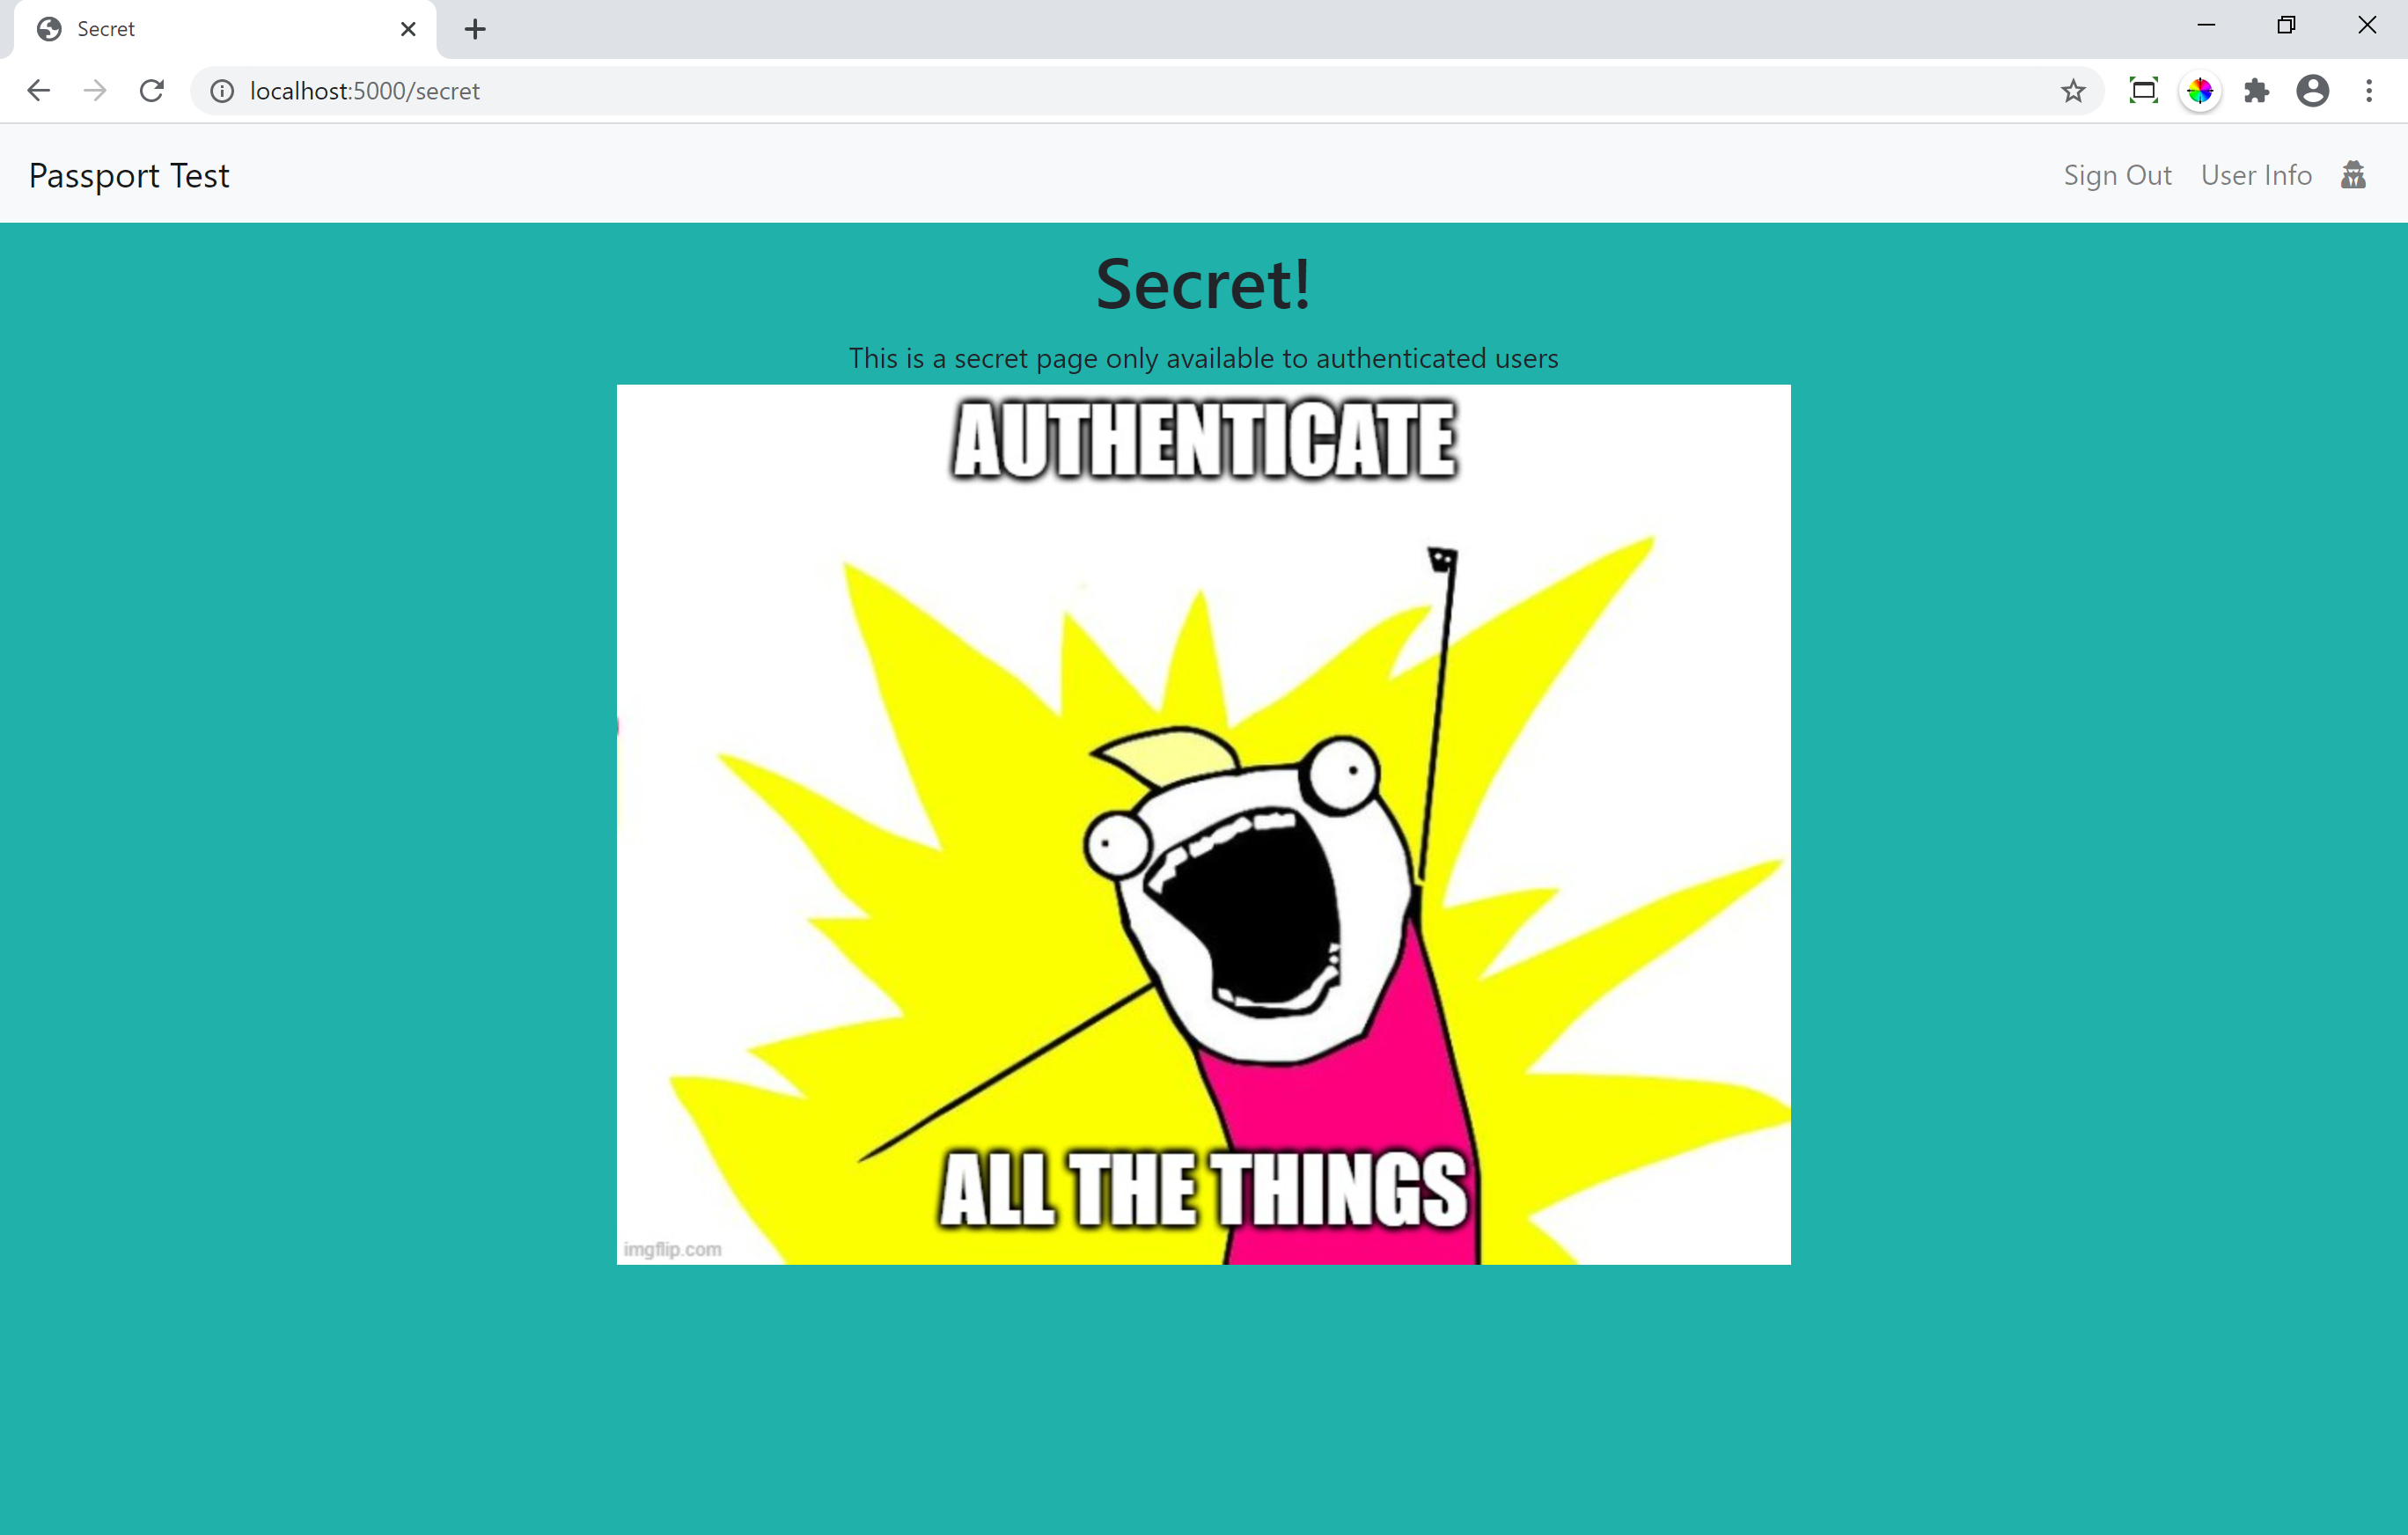 Secret
localhost:5000/secret
Passport Test
Sign Out User Info
Secret!
This is a secret page only available to authenticated users
AUTHENTICATE
ALL THE THINGS
imgflip.com